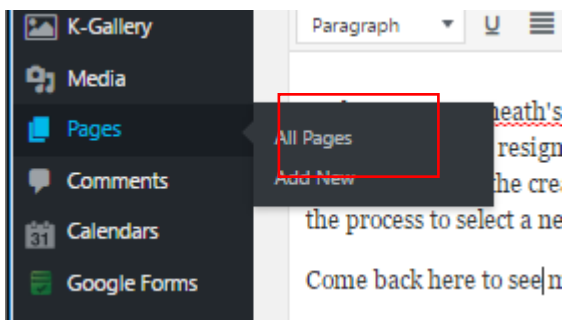 K-Gallery
Media
Pages
Comments
Calendars
31
Google Forms
All Pages
Add New
Paragraph
U
neath's
resign
the crea
the process to select a ne
Come back here to see m